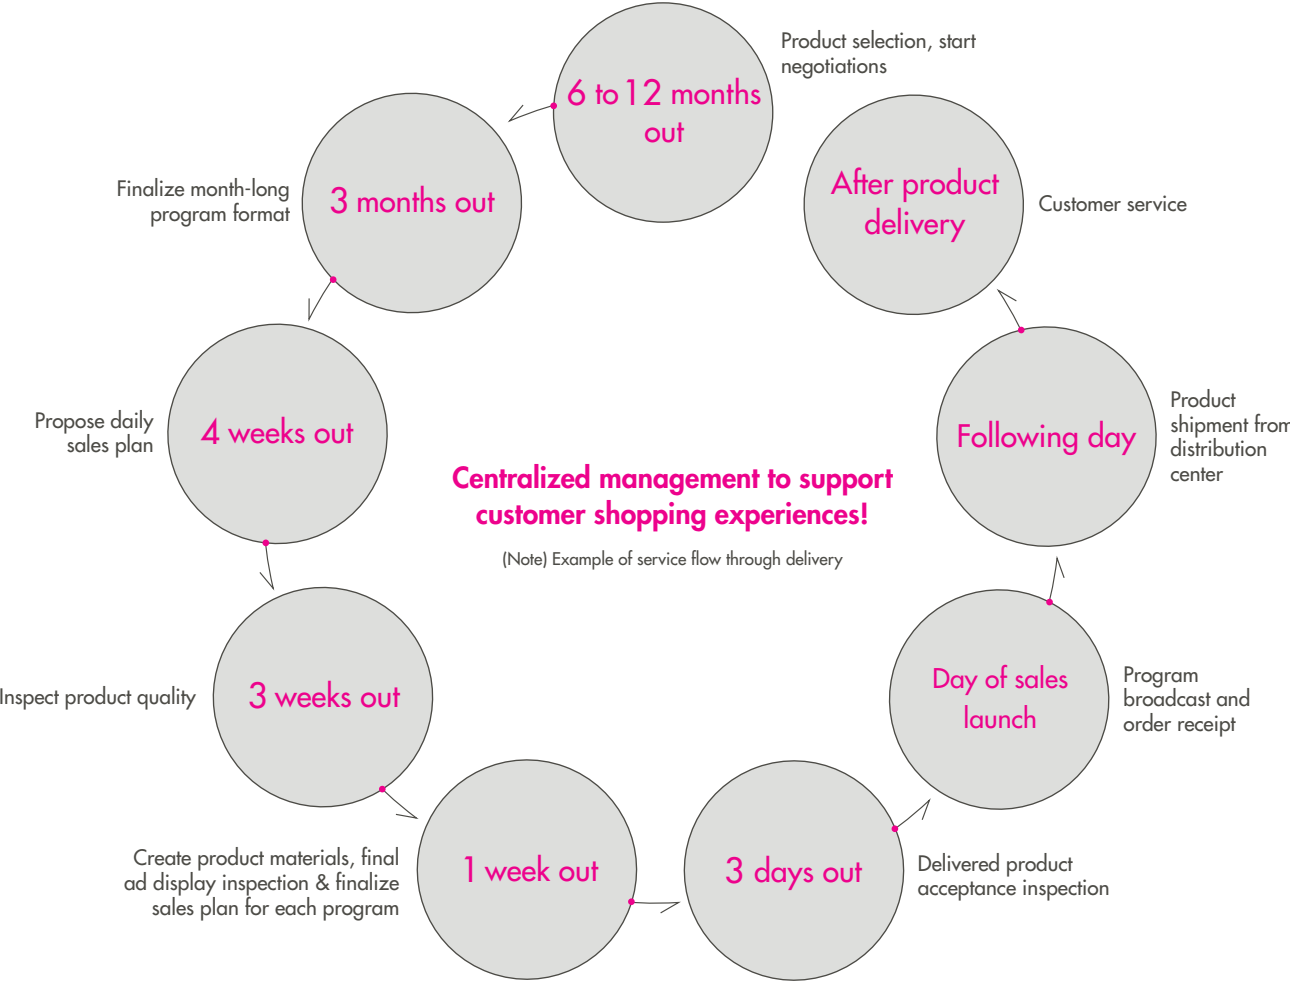 Product selection, start
negotiations
6 to 12 months
out
Finalize month-long
program format
3 months out
Propose daily
sales plan
4 weeks out
Inspect product quality
3 weeks out
Create product materials, final
ad display inspection & finalize
sales plan for each program
1 week out
3 days out
Delivered product
acceptance inspection
Day of sales
launch
Program
broadcast and
order receipt
Following day
Product
shipment from
distribution
center
After product
delivery
Customer service
Centralized management to support
customer shopping experiences!
(Note) Example of service flow through delivery